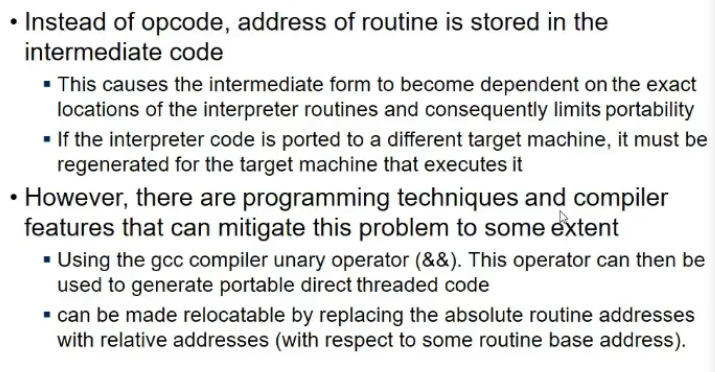 • Instead of opcode, address of routine is stored in the
intermediate code
▪ This causes the intermediate form to become dependent on the exact
locations of the interpreter routines and consequently limits portability
▪ If the interpreter code is ported to a different target machine, it must be
regenerated for the target machine that executes it
• However, there are programming techniques and compiler
features that can mitigate this problem to some extent
▪ Using the gcc compiler unary operator (&&). This operator can then be
used to generate portable direct threaded code
▪ can be made relocatable by replacing the absolute routine addresses
with relative addresses (with respect to some routine base address).